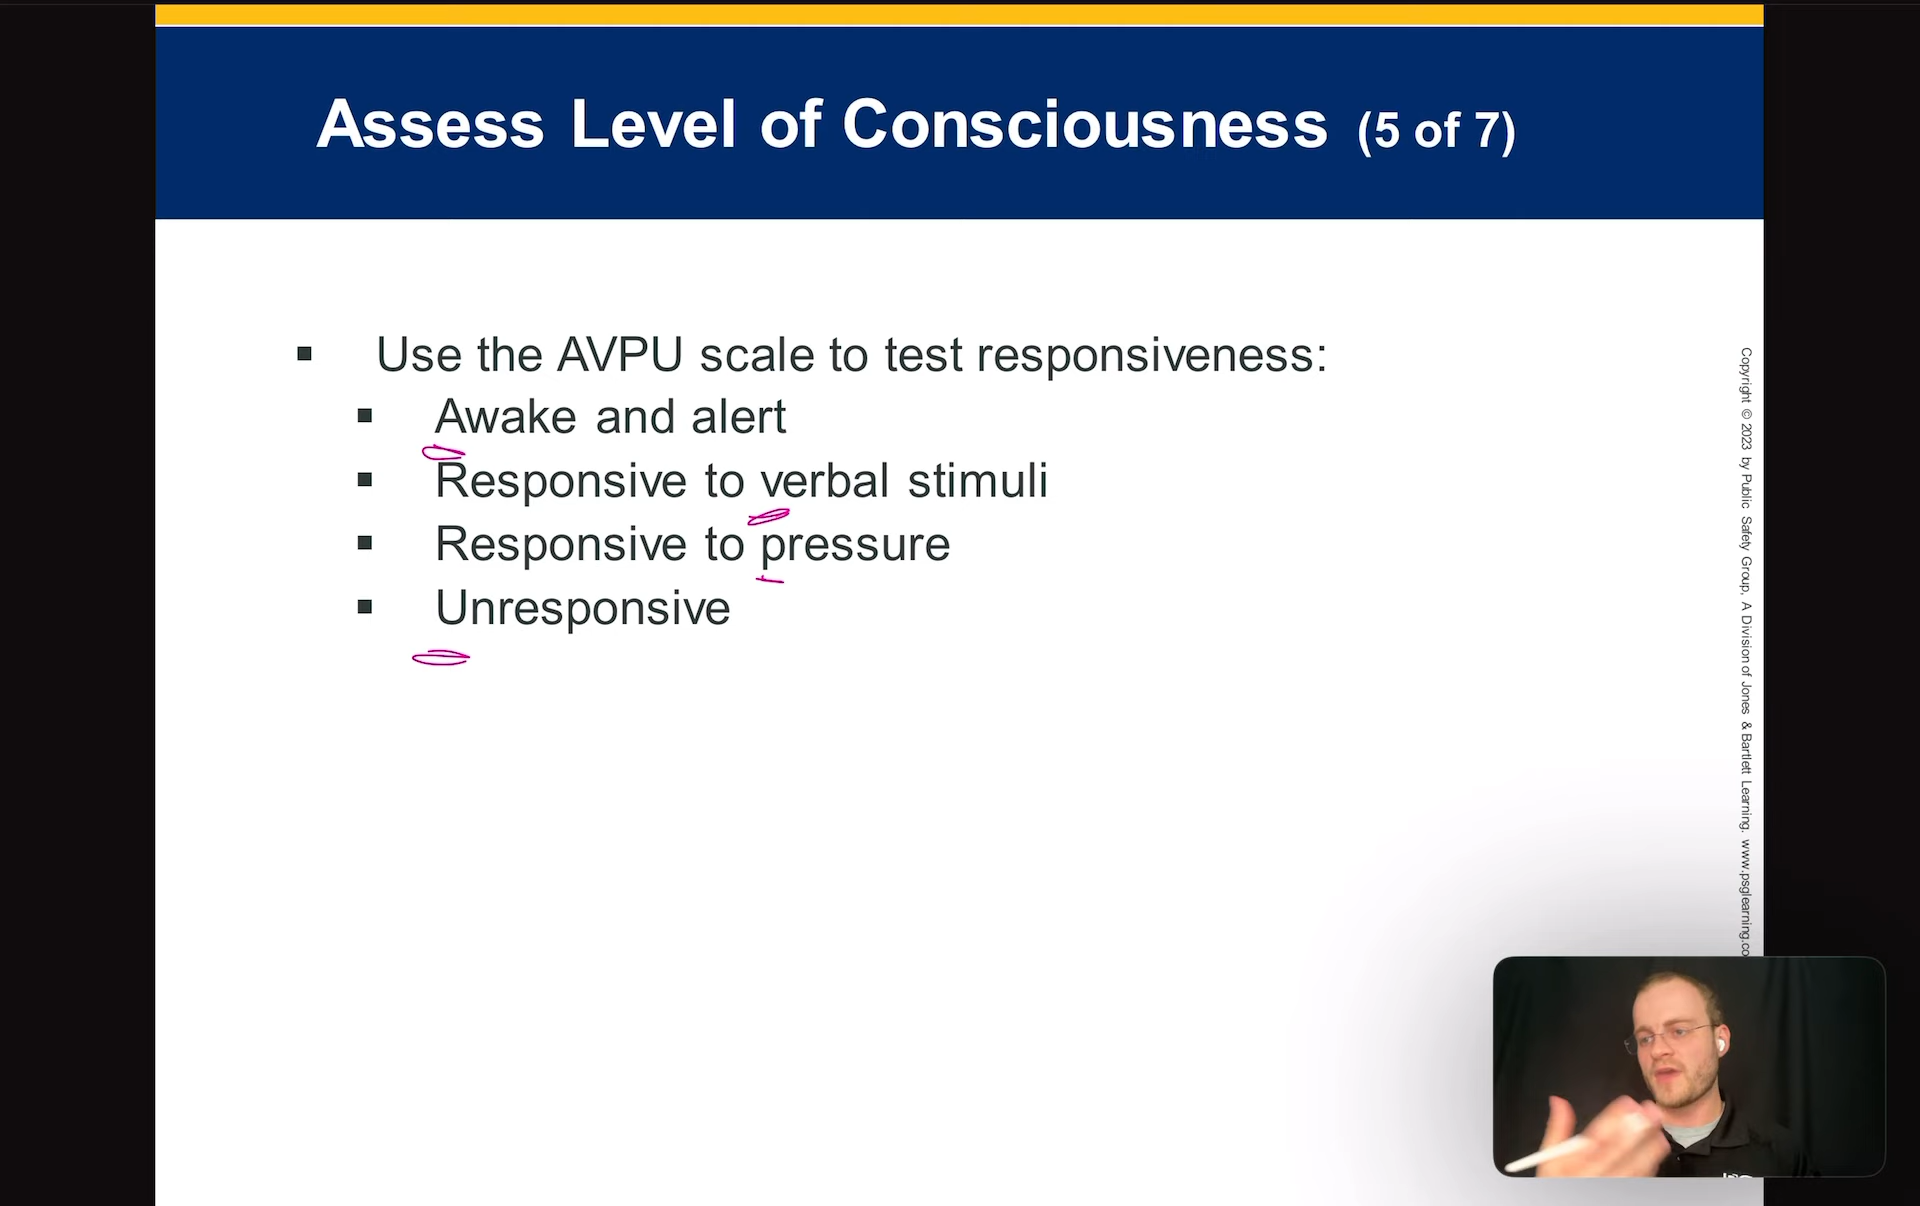 Assess Level of Consciousness (5 of 7)
▪ Use the AVPU scale to test responsiveness:
▪ Awake and alert
▪ Responsive to verbal stimuli
▪ Responsive to pressure
▪ Unresponsive
Copyright © 2023 by Public Safety Group, A Division of Jones & Bartlett Learning. www.psglearning.co